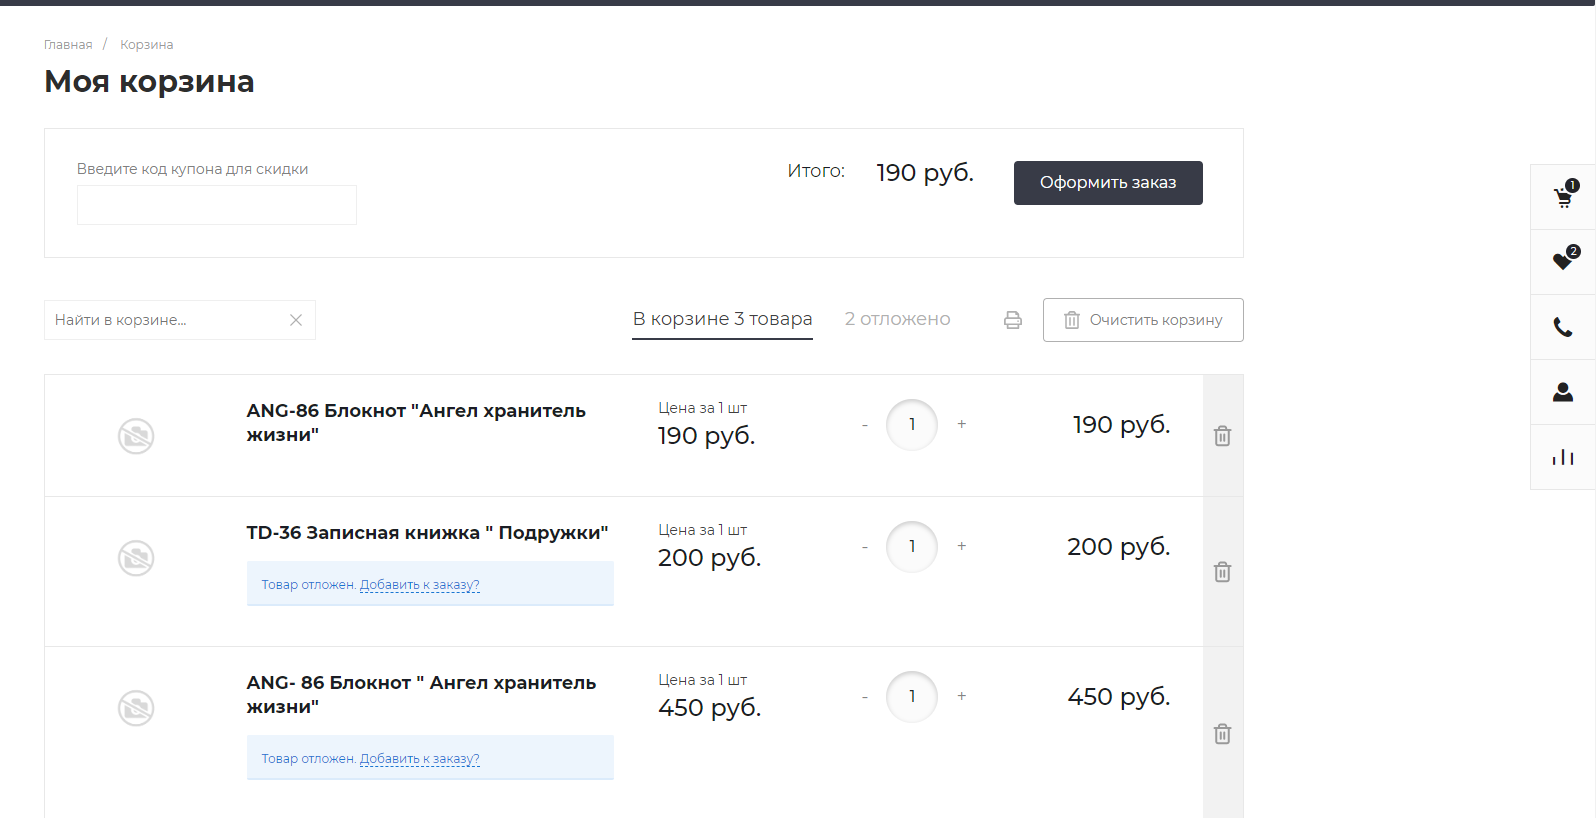 Главная / Корзина
Моя корзина
Введите код купона для скидки
Итого: 190 руб. Оформить заказ
1
2
Найти в корзине...
В корзине 3 товара 2 отложено Очистить корзину
ANG-86 Блокнот "Ангел хранитель
жизни"
Цена за 1 шт
190 руб.
- 1 +
190 руб.
TD-36 Записная книжка " Подружки"
Товар отложен. Добавить к заказу?
Цена за 1 шт
200 руб.
- 1 +
200 руб.
ANG- 86 Блокнот " Ангел хранитель
жизни"
Товар отложен. Добавить к заказу?
Цена за 1 шт
450 руб.
- 1 +
450 руб.